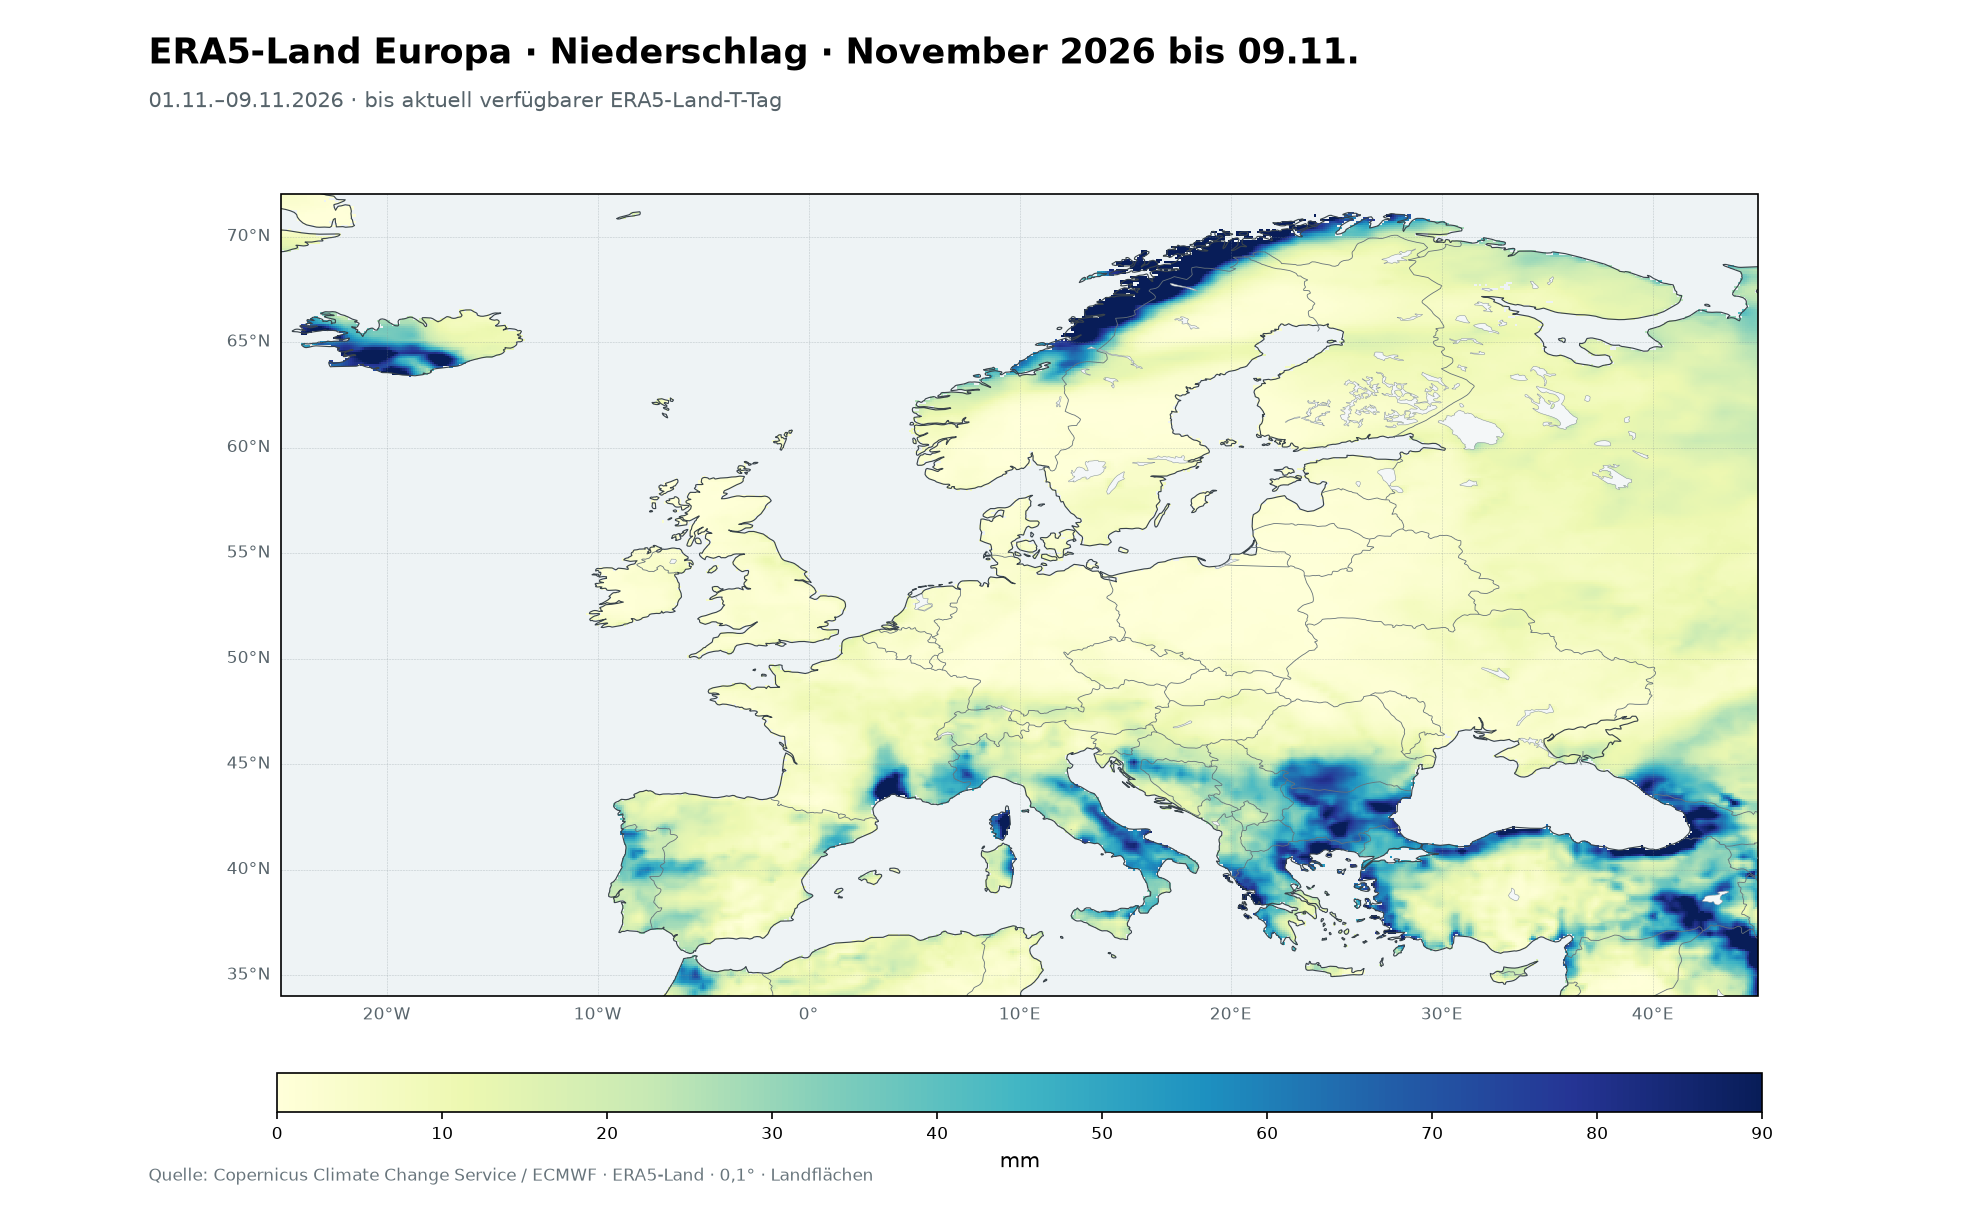 ERA5-Land Europa · Niederschlag · November 2026 bis 09.11.
01.11.–09.11.2026 · bis aktuell verfügbarer ERA5-Land-T-Tag
70°N
65°N
60°N
55°N
50°N
45°N
40°N
35°N
20°W 10°W 0° 10°E 20°E 30°E 40°E
0 10 20 30 40 50 60 70 80 90
mm
Quelle: Copernicus Climate Change Service / ECMWF · ERA5-Land · 0,1° · Landflächen